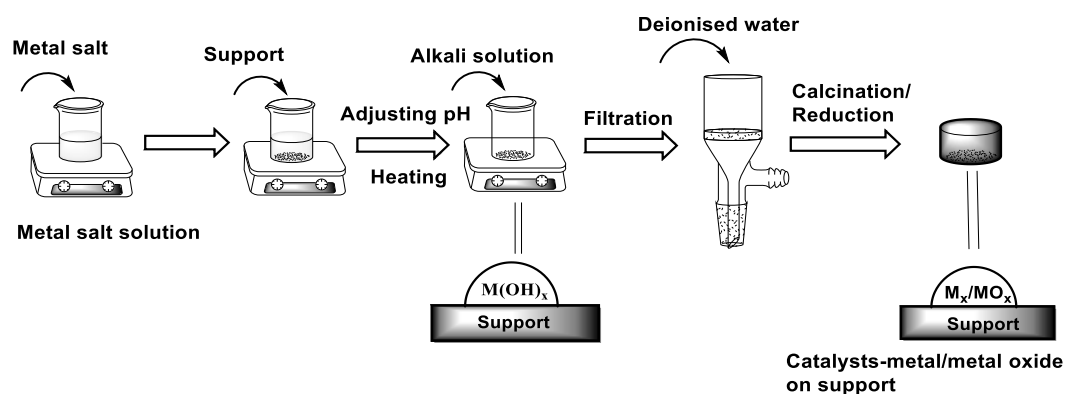 Metal salt
Metal salt solution
Support
Adjusting pH
Heating
Alkali solution
M(OH)ₓ
Support
Filtration
Deionised water
Calcination/
Reduction
Mₓ/MOₓ
Support
Catalysts-metal/metal oxide
on support